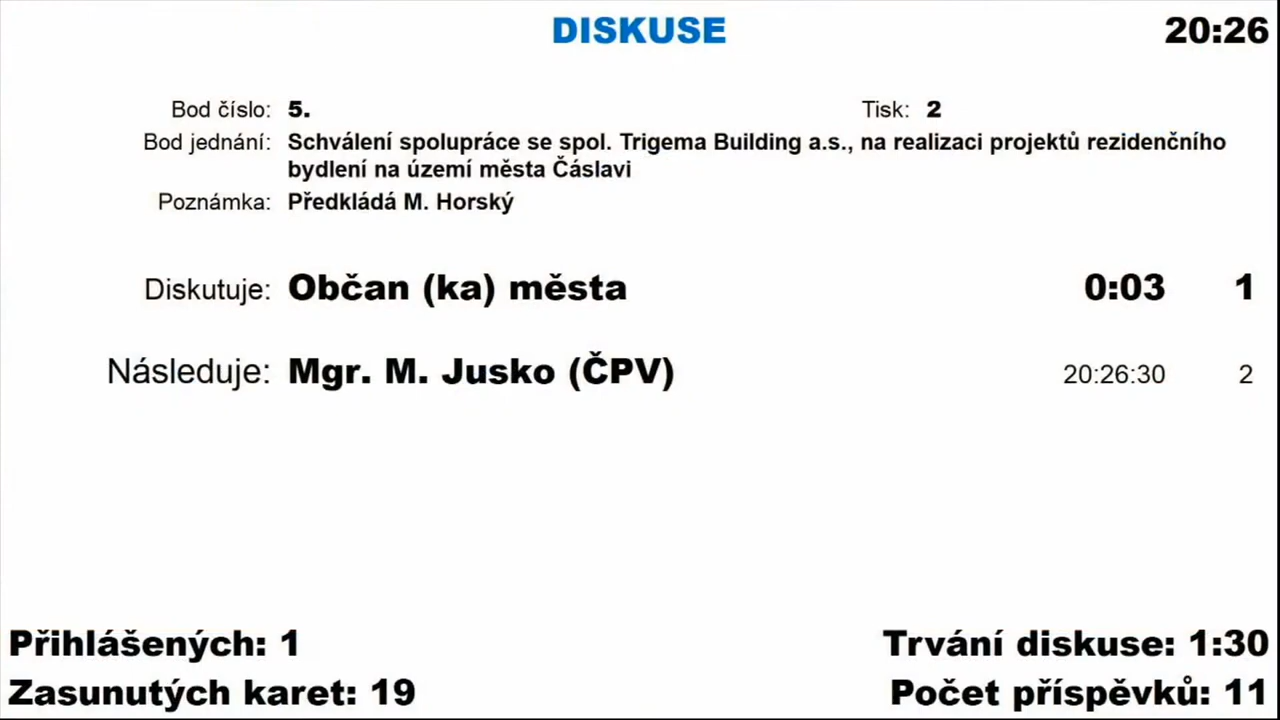 DISKUSE 20:26
Bod číslo: 5. Tisk: 2
Bod jednání: Schválení spolupráce se spol. Trigema Building a.s., na realizaci projektů rezidenčního
bydlení na území města Čáslavi
Poznámka: Předkládá M. Horský
Diskutuje: Občan (ka) města 0:03 1
Následuje: Mgr. M. Jusko (ČPV) 20:26:30 2
Přihlášených: 1 Trvání diskuse: 1:30
Zasunutých karet: 19 Počet příspěvků: 11